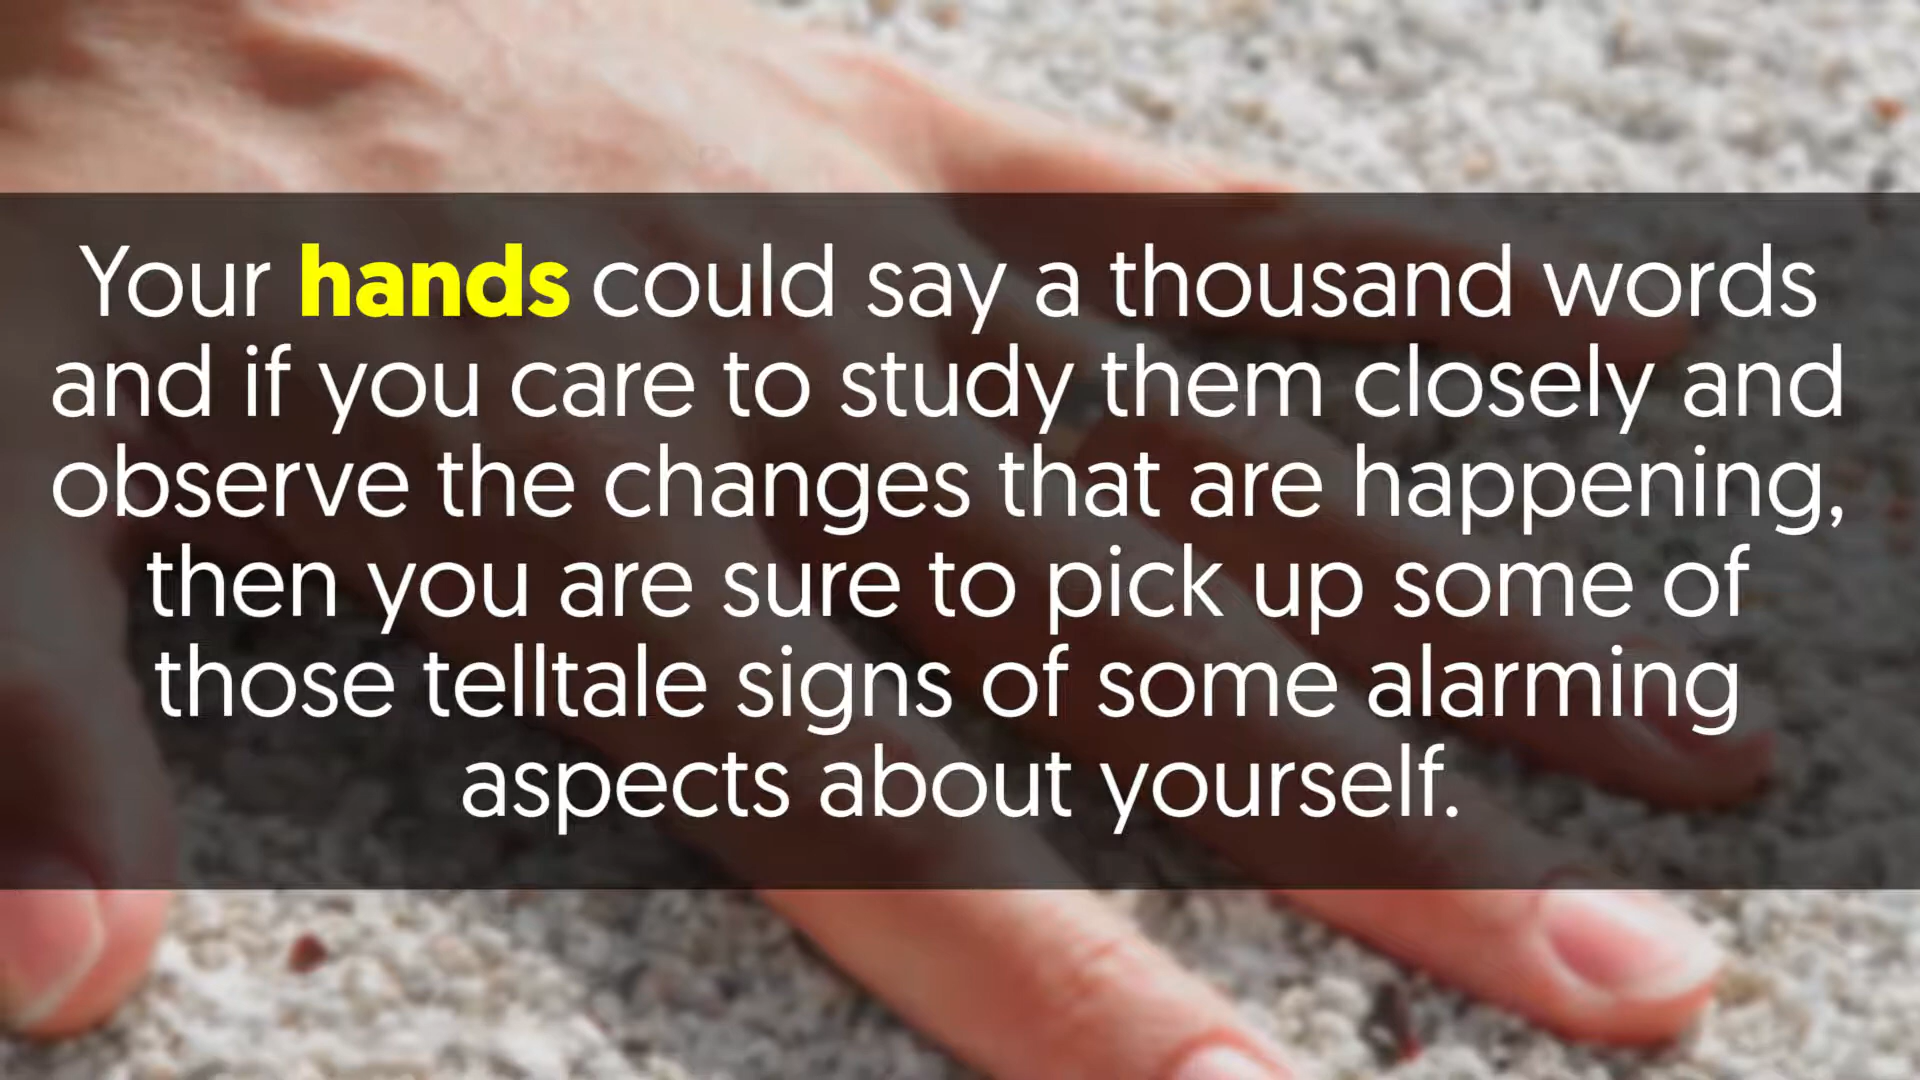 Your hands could say a thousand words
and if you care to study them closely and
observe the changes that are happening,
then you are sure to pick up some of
those telltale signs of some alarming
aspects about yourself.